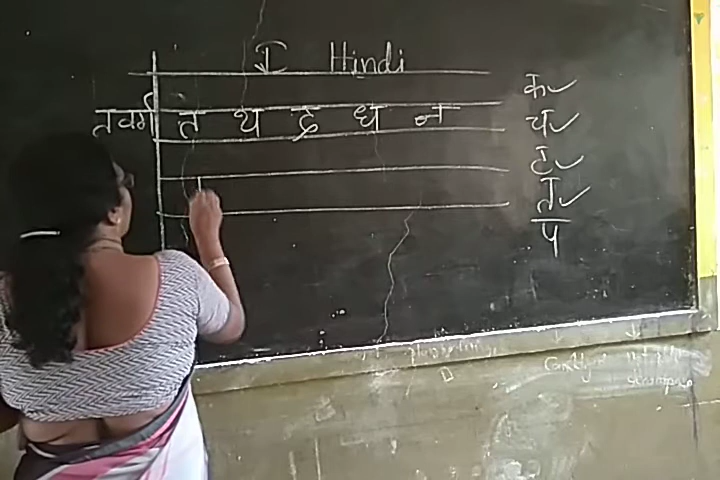 I Hindi
तवर्ग त थ द ध न
क✓
च✓
ट✓
त✓
प